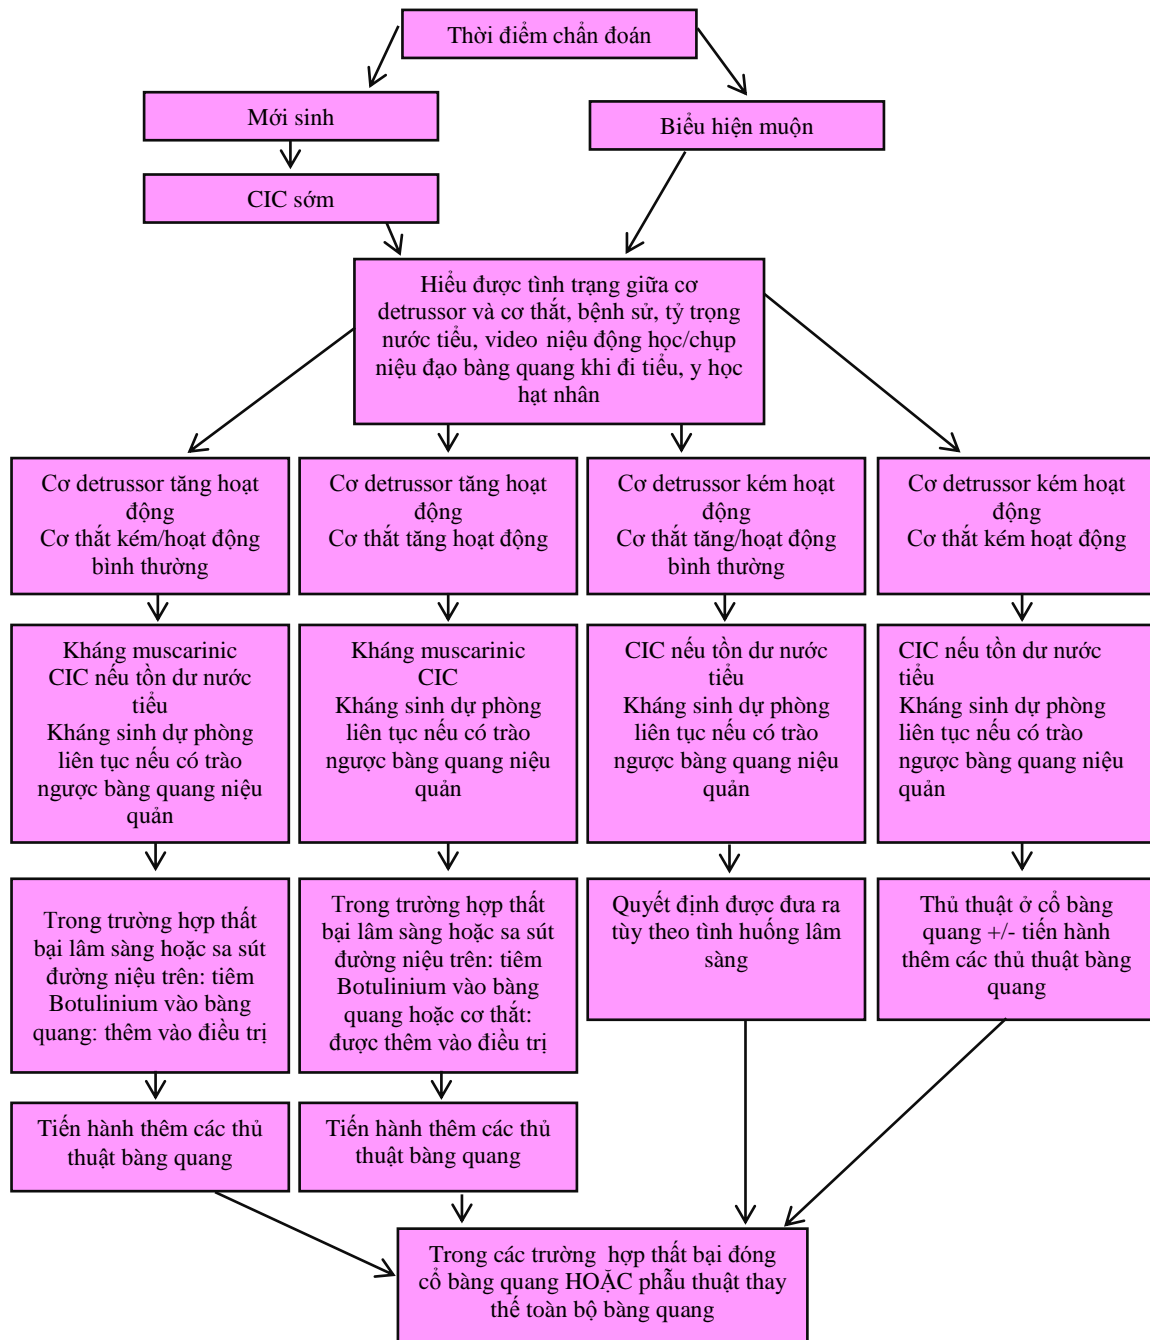 Thời điểm chẩn đoán
Mới sinh
Biểu hiện muộn
CIC sớm
Hiểu được tình trạng giữa cơ
detrussor và cơ thắt, bệnh sử, tỷ trọng
nước tiểu, video niệu động học/chụp
niệu đạo bàng quang khi đi tiểu, y học
hạt nhân
Cơ detrussor tăng hoạt
động
Cơ thắt kém/hoạt động
bình thường
Cơ detrussor tăng hoạt
động
Cơ thắt tăng hoạt động
Cơ detrussor kém hoạt
động
Cơ thắt tăng/hoạt động
bình thường
Cơ detrussor kém hoạt
động
Cơ thắt kém hoạt động
Kháng muscarinic
CIC nếu tồn dư nước
tiểu
Kháng sinh dự phòng
liên tục nếu có trào
ngược bàng quang niệu
quản
Kháng muscarinic
CIC
Kháng sinh dự phòng
liên tục nếu có trào
ngược bàng quang niệu
quản
CIC nếu tồn dư nước
tiểu
Kháng sinh dự phòng
liên tục nếu có trào
ngược bàng quang niệu
quản
CIC nếu tồn dư nước
tiểu
Kháng sinh dự phòng
liên tục nếu có trào
ngược bàng quang niệu
quản
Trong trường hợp thất
bại lâm sàng hoặc sa sút
đường niệu trên: tiêm
Botulinium vào bàng
quang: thêm vào điều trị
Trong trường hợp thất
bại lâm sàng hoặc sa sút
đường niệu trên: tiêm
Botulinium vào bàng
quang hoặc cơ thắt:
được thêm vào điều trị
Quyết định được đưa ra
tùy theo tình huống lâm
sàng
Thủ thuật ở cổ bàng
quang +/- tiến hành
thêm các thủ thuật bàng
quang
Tiến hành thêm các thủ
thuật bàng quang
Tiến hành thêm các thủ
thuật bàng quang
Trong các trường hợp thất bại đóng
cổ bàng quang HOẶC phẫu thuật thay
thế toàn bộ bàng quang